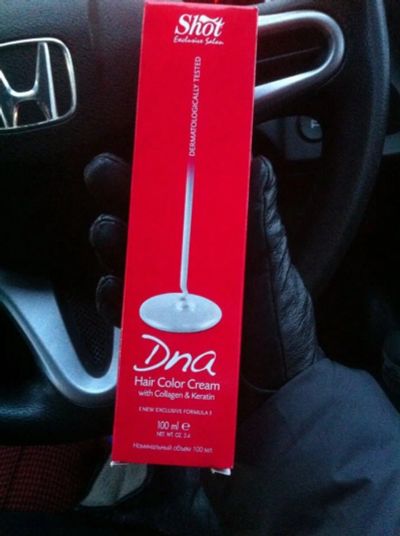 Shot
Exclusive Salon
DERMATOLOGICALLY TESTED
Dna
Hair Color Cream
with Collagen & Keratin
[ NEW EXCLUSIVE FORMULA ]
100 ml ℮
NET. WT. OZ. 3.4
Номинальный объем 100 мл.